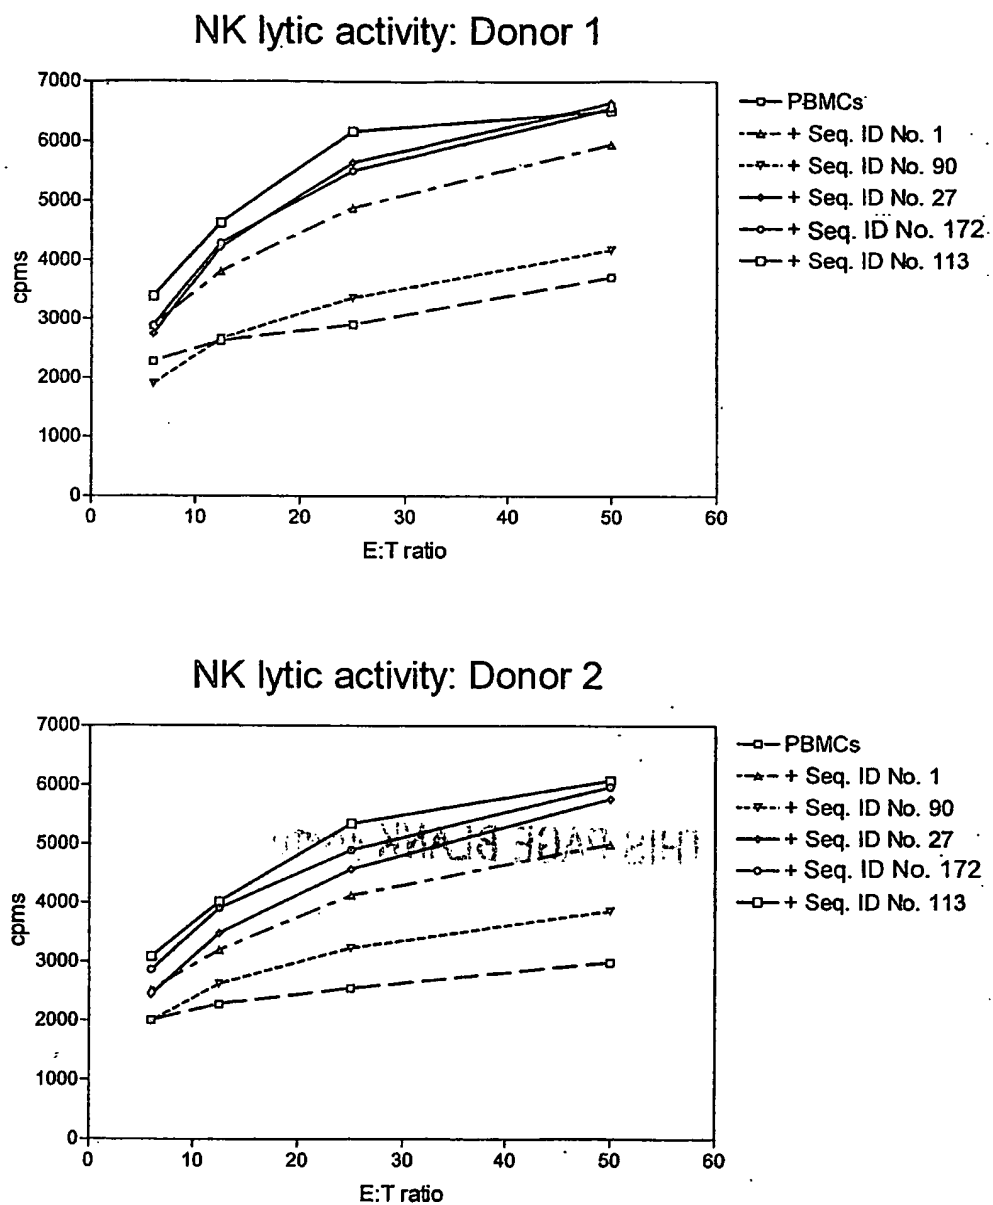 NK lytic activity: Donor 1
7000
6000
5000
4000
3000
2000
1000
0
cpms
0 10 20 30 40 50 60
E:T ratio
PBMCs
+ Seq. ID No. 1
+ Seq. ID No. 90
+ Seq. ID No. 27
+ Seq. ID No. 172
+ Seq. ID No. 113
NK lytic activity: Donor 2
7000
6000
5000
4000
3000
2000
1000
0
cpms
0 10 20 30 40 50 60
E:T ratio
PBMCs
+ Seq. ID No. 1
+ Seq. ID No. 90
+ Seq. ID No. 27
+ Seq. ID No. 172
+ Seq. ID No. 113
THIS PAGE BLANK